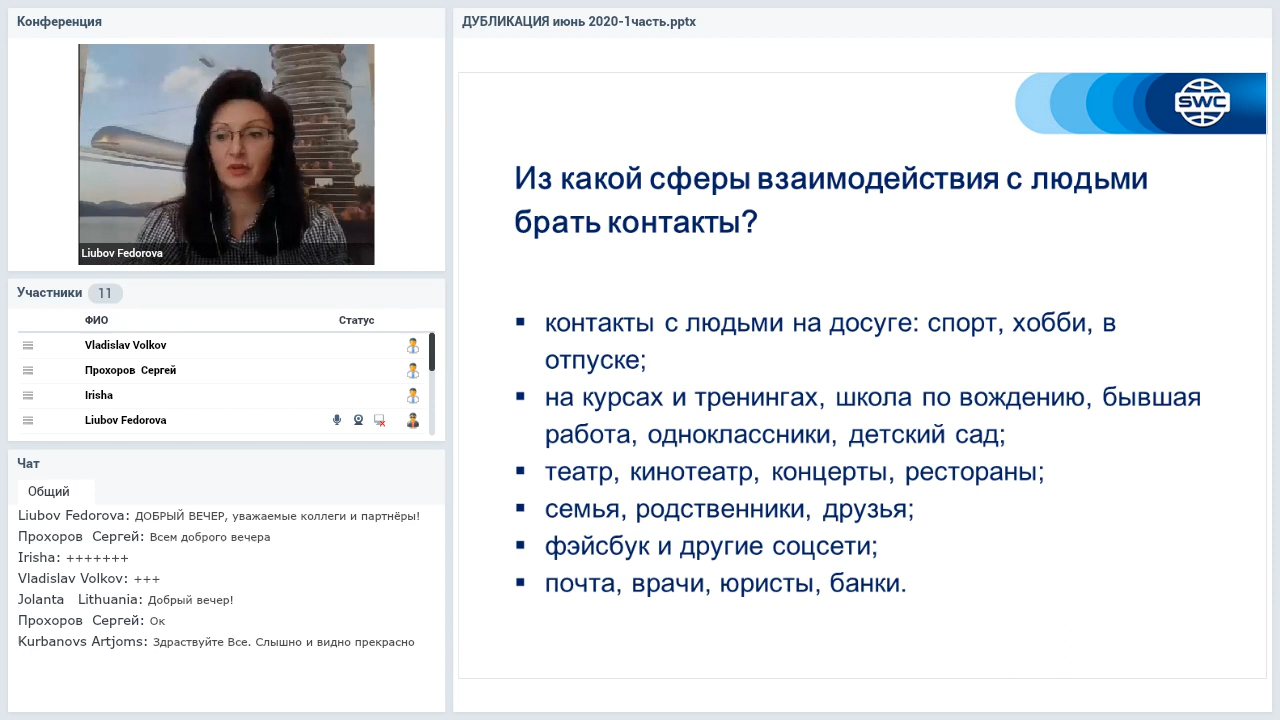 Конференция
Liubov Fedorova
Участники 11
ФИО Статус
Vladislav Volkov
Прохоров Сергей
Irisha
Liubov Fedorova
Чат
Общий
Liubov Fedorova: ДОБРЫЙ ВЕЧЕР, уважаемые коллеги и партнёры!
Прохоров Сергей: Всем доброго вечера
Irisha: +++++++
Vladislav Volkov: +++
Jolanta Lithuania: Добрый вечер!
Прохоров Сергей: Ок
Kurbanovs Artjoms: Здраствуйте Все. Слышно и видно прекрасно
ДУБЛИКАЦИЯ июнь 2020-1часть.pptx
SWC
Из какой сферы взаимодействия с людьми
брать контакты?
▪ контакты с людьми на досуге: спорт, хобби, в
отпуске;
▪ на курсах и тренингах, школа по вождению, бывшая
работа, одноклассники, детский сад;
▪ театр, кинотеатр, концерты, рестораны;
▪ семья, родственники, друзья;
▪ фэйсбук и другие соцсети;
▪ почта, врачи, юристы, банки.